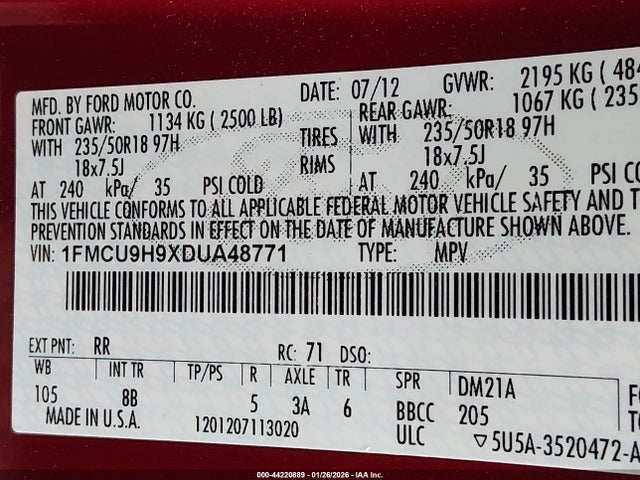 MFD. BY FORD MOTOR CO. DATE: 07/12 GVWR: 2195 KG ( 484
FRONT GAWR: 1134 KG ( 2500 LB) REAR GAWR: 1067 KG ( 235
WITH 235/50R18 97H TIRES WITH 235/50R18 97H
18x7.5J RIMS 18x7.5J
AT 240 kPa/ 35 PSI COLD AT 240 kPa/ 35 PSI CO
THIS VEHICLE CONFORMS TO ALL APPLICABLE FEDERAL MOTOR VEHICLE SAFETY AND T
PREVENTION STANDARDS IN EFFECT ON THE DATE OF MANUFACTURE SHOWN ABOVE.
VIN: 1FMCU9H9XDUA48771 TYPE: MPV
EXT PNT: RR RC: 71 DSO:
WB INT TR TP/PS R AXLE TR SPR DM21A
105 8B 5 3A 6 BBCC 205
MADE IN U.S.A. 1201207113020 ULC ▽5U5A-3520472-A
000-44220889 - 01/26/2026 - IAA Inc.